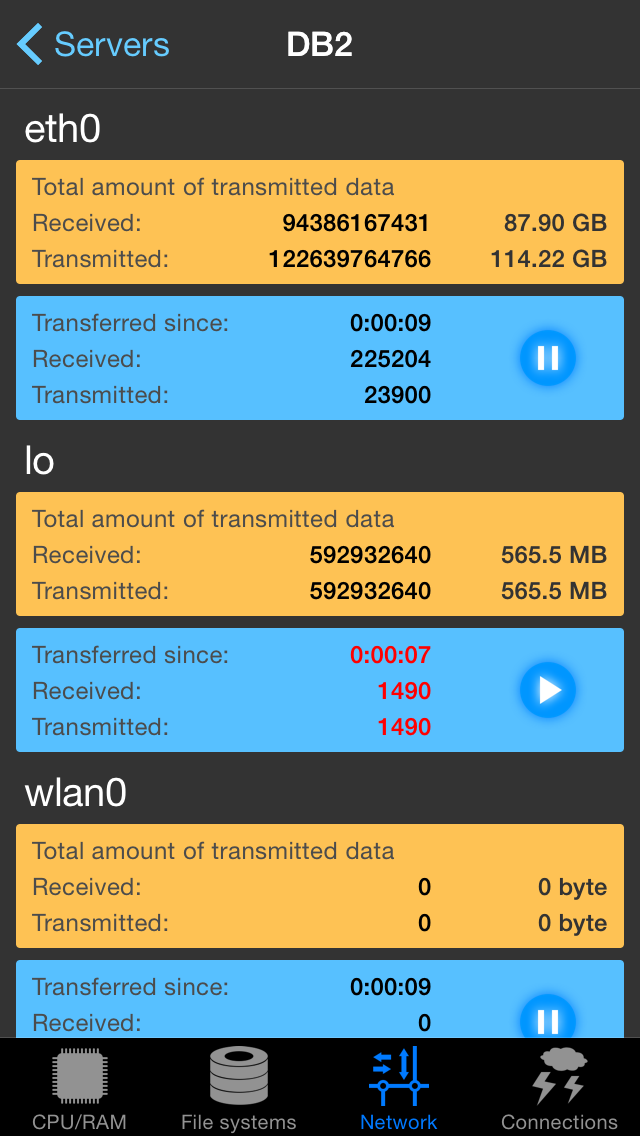 Servers DB2
eth0
Total amount of transmitted data
Received: 94386167431 87.90 GB
Transmitted: 122639764766 114.22 GB
Transferred since: 0:00:09
Received: 225204
Transmitted: 23900
lo
Total amount of transmitted data
Received: 592932640 565.5 MB
Transmitted: 592932640 565.5 MB
Transferred since: 0:00:07
Received: 1490
Transmitted: 1490
wlan0
Total amount of transmitted data
Received: 0 0 byte
Transmitted: 0 0 byte
Transferred since: 0:00:09
Received: 0
CPU/RAM File systems Network Connections